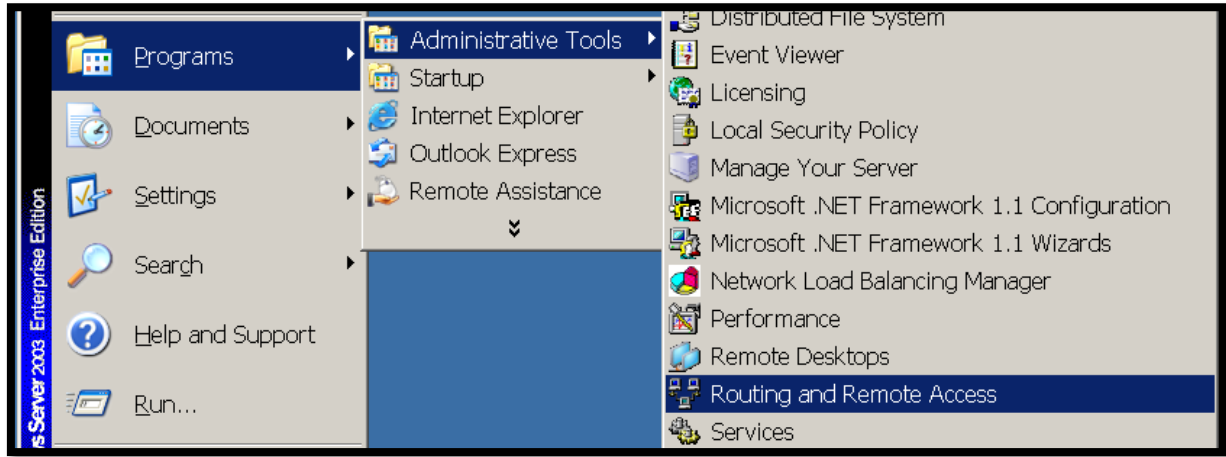 ws Server 2003 Enterprise Edition
Programs
Documents
Settings
Search
Help and Support
Run...
Administrative Tools
Startup
Internet Explorer
Outlook Express
Remote Assistance
Distributed File System
Event Viewer
Licensing
Local Security Policy
Manage Your Server
Microsoft .NET Framework 1.1 Configuration
Microsoft .NET Framework 1.1 Wizards
Network Load Balancing Manager
Performance
Remote Desktops
Routing and Remote Access
Services